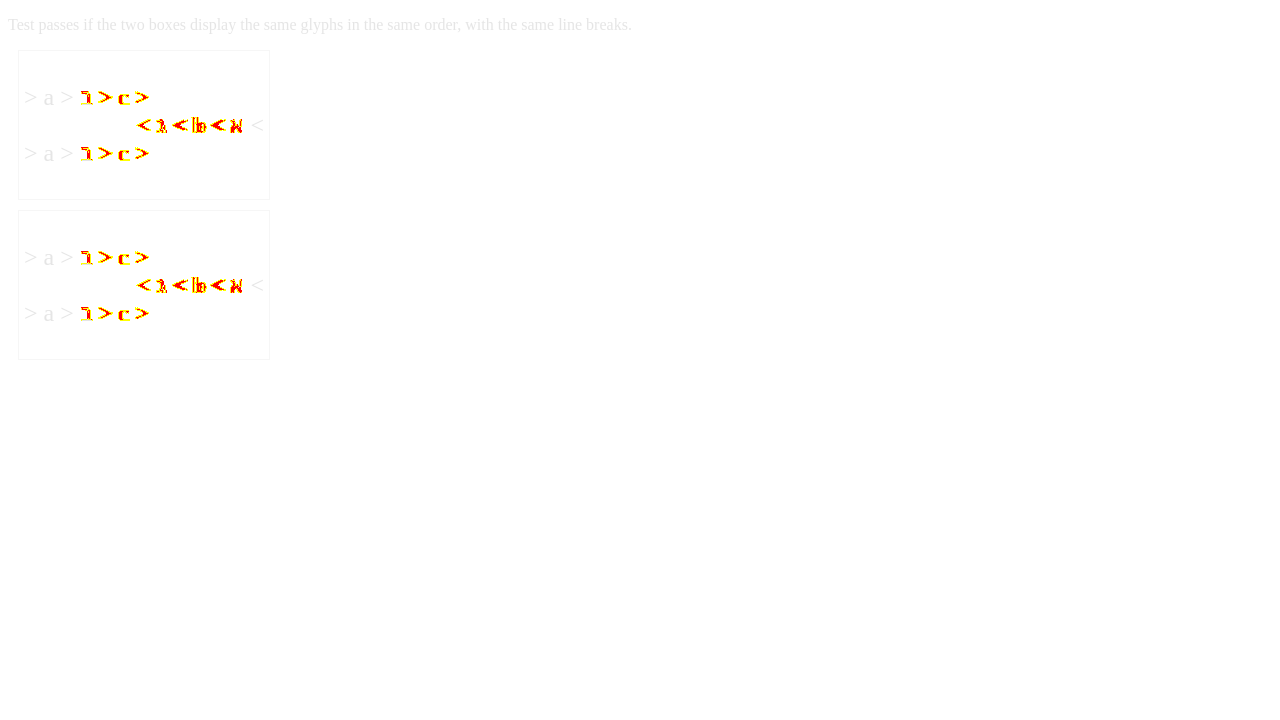 Test passes if the two boxes display the same glyphs in the same order, with the same line breaks.
> a > > c >
< < b < <
> a > > c >
> a > > c >
< < b < <
> a > > c >